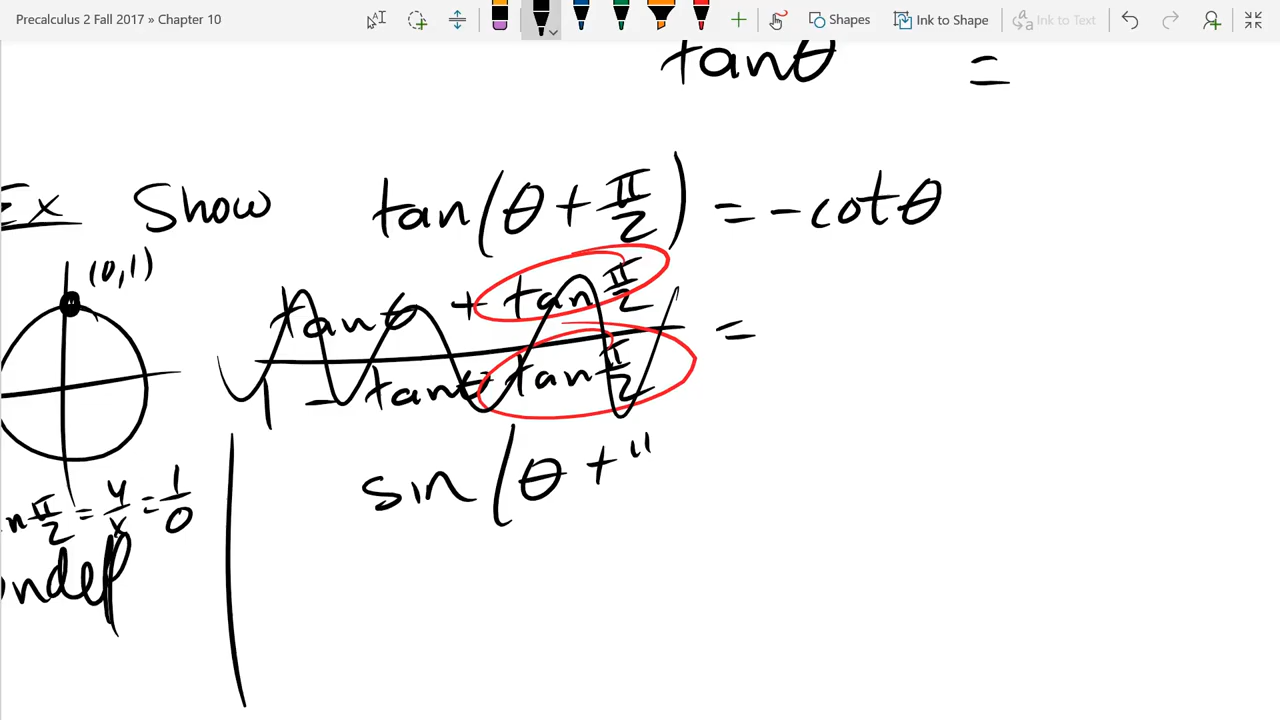 Precalculus 2 Fall 2017 » Chapter 10
Shapes
Ink to Shape
Ink to Text
tanθ =
Ex Show tan(θ + π/2) = -cotθ
(0,1)
tanθ + tan π/2
=
1 - tanθ tan π/2
sin(θ +
n π/2 = y/x = 1/0
undef